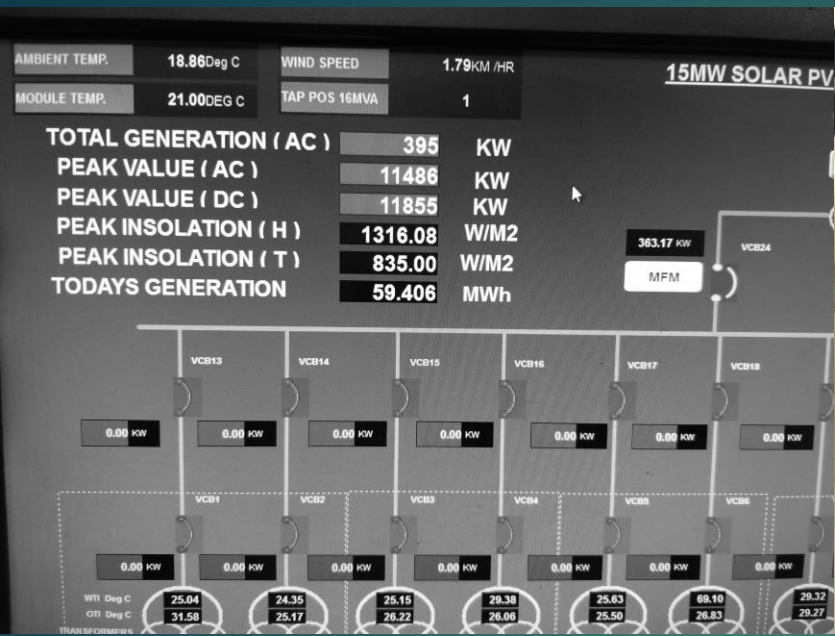 AMBIENT TEMP. 18.86Deg C WIND SPEED 1.79KM /HR
15MW SOLAR PV
MODULE TEMP. 21.00DEG C TAP POS 16MVA 1
TOTAL GENERATION ( AC ) 395 KW
PEAK VALUE ( AC ) 11486 KW
PEAK VALUE ( DC ) 11855 KW
PEAK INSOLATION ( H ) 1316.08 W/M2
PEAK INSOLATION ( T ) 835.00 W/M2
TODAYS GENERATION 59.406 MWh
363.17 KW VCB24
MFM
VCB13 VCB14 VCB15 VCB16 VCB17 VCB18
0.00 KW 0.00 KW 0.00 KW 0.00 KW 0.00 KW 0.00 KW 0.00 KW
VCB1 VCB2 VCB3 VCB4 VCB5 VCB6
0.00 KW 0.00 KW 0.00 KW 0.00 KW 0.00 KW 0.00 KW 0.00 KW
WTI Deg C 25.04 24.35 25.15 29.38 25.63 69.10 29.32
OTI Deg C 31.58 25.17 26.22 26.06 25.50 26.83 29.27
TRANSFORMERS